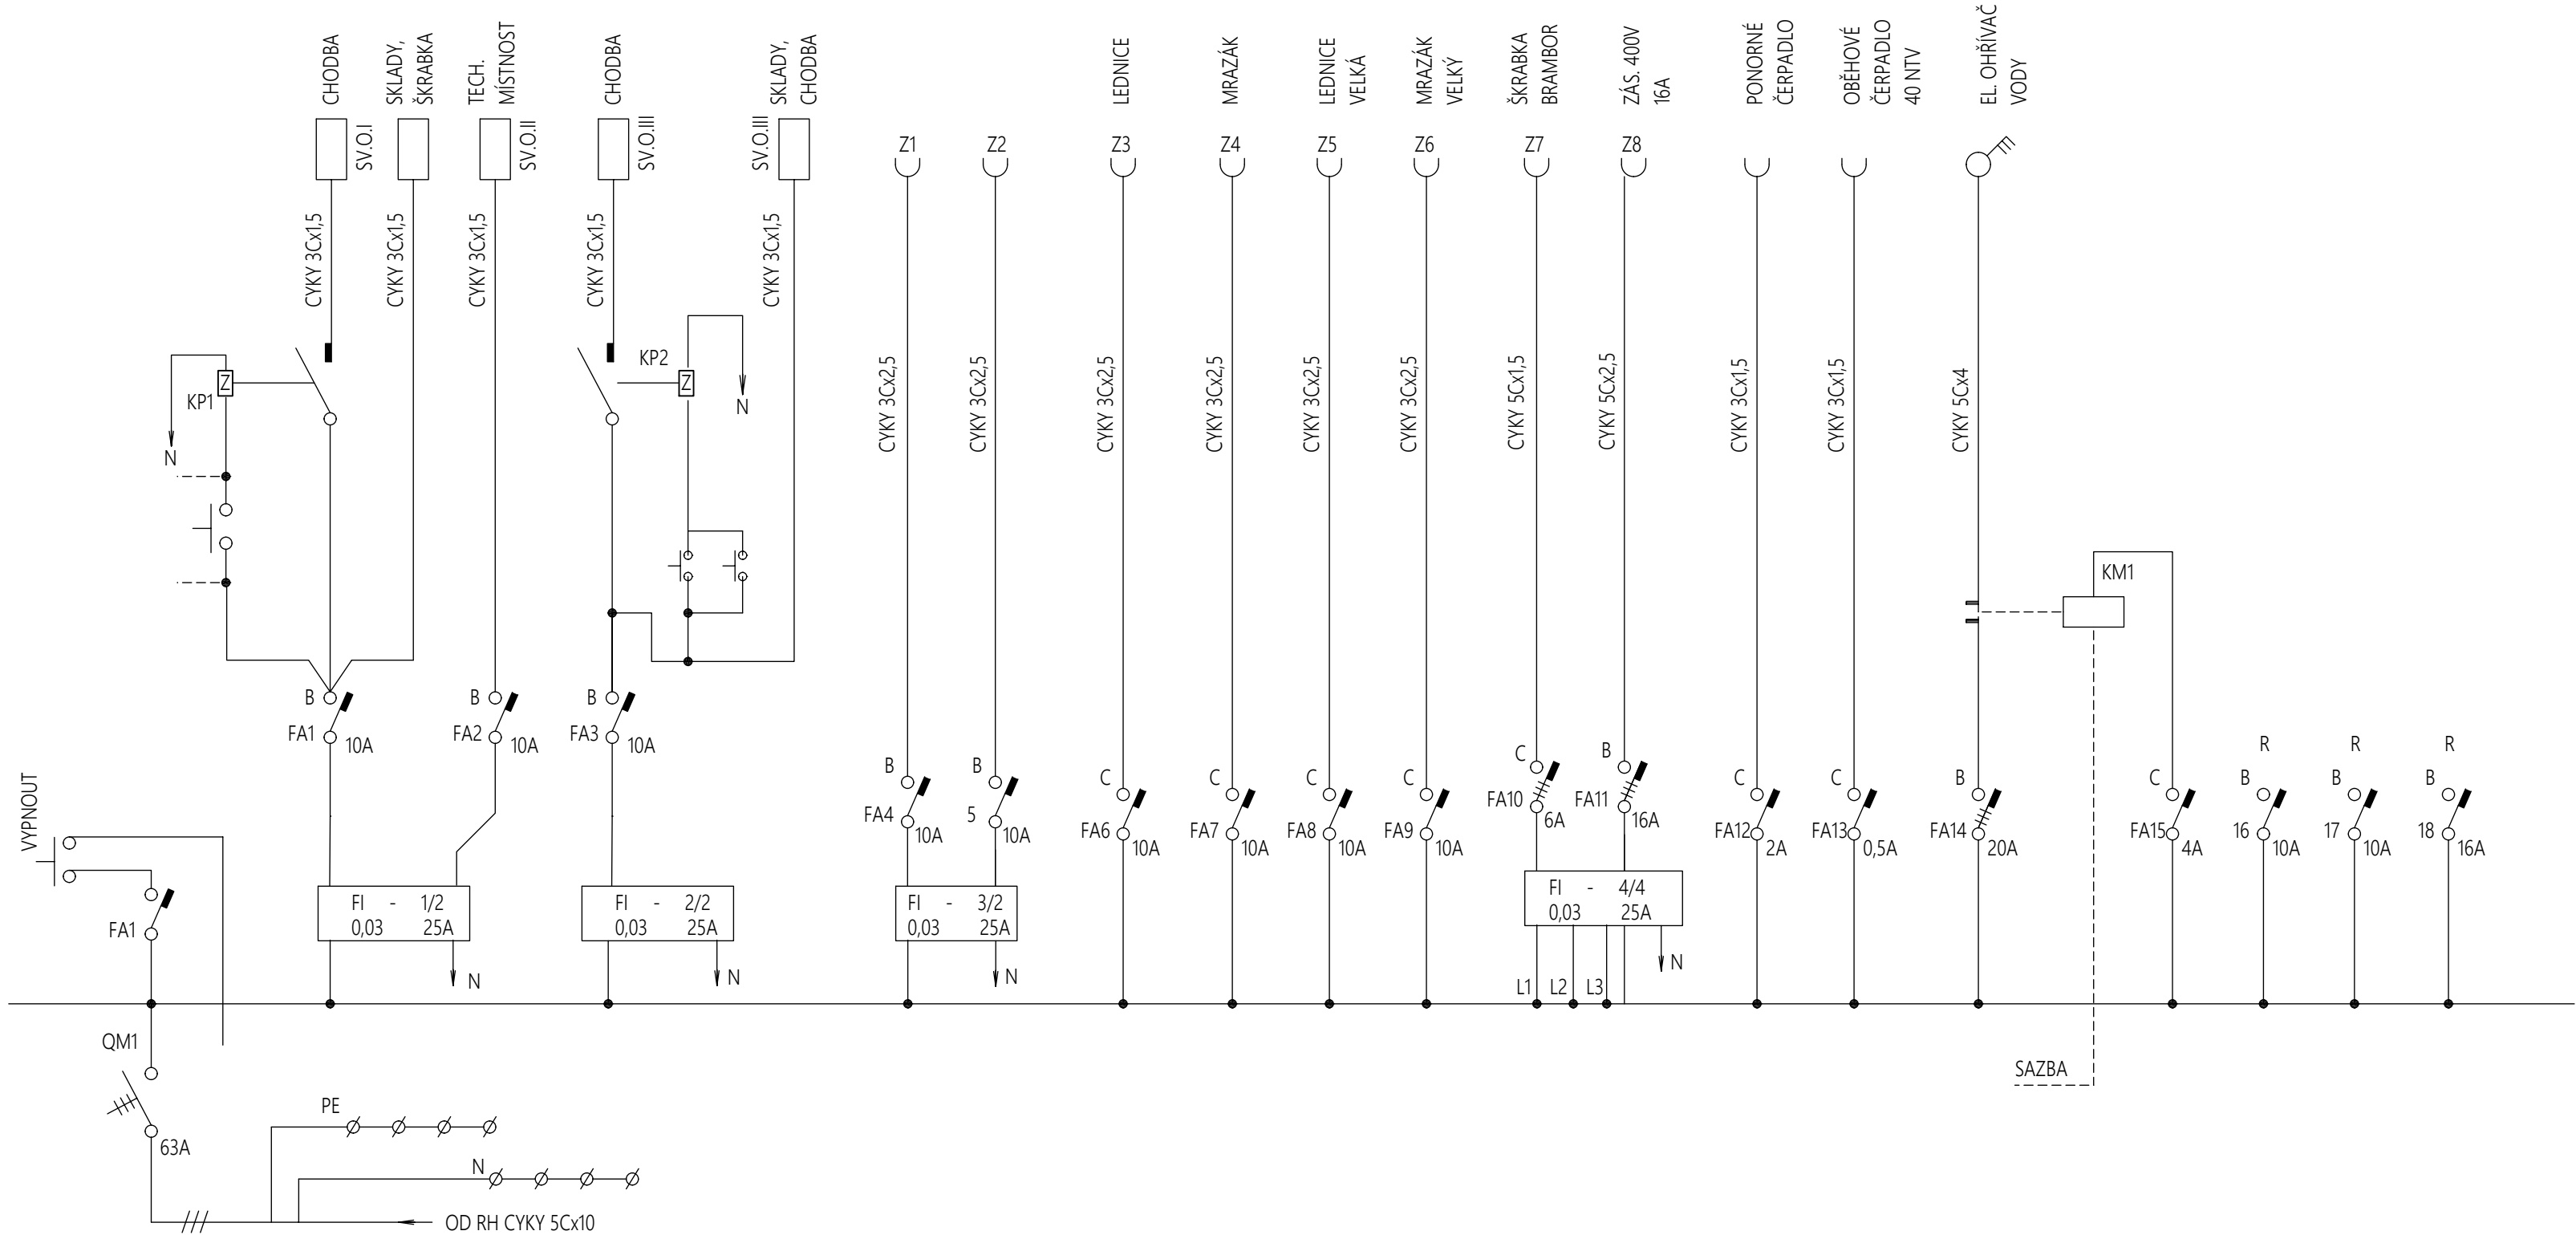 CHODBA
SKLADY,
ŠKRABKA
TECH.
MÍSTNOST
CHODBA
SKLADY,
CHODBA
LEDNICE
MRAZÁK
LEDNICE
VELKÁ
MRAZÁK
VELKÝ
ŠKRABKA
BRAMBOR
ZÁS. 400V
16A
PONORNÉ
ČERPADLO
OBĚHOVÉ
ČERPADLO
40 NTV
EL. OHŘÍVAČ
VODY
SV.O.I
SV.O.II
SV.O.III
SV.O.III
Z1
Z2
Z3
Z4
Z5
Z6
Z7
Z8
CYKY 3Cx1,5
CYKY 3Cx1,5
CYKY 3Cx1,5
CYKY 3Cx1,5
CYKY 3Cx1,5
CYKY 3Cx2,5
CYKY 3Cx2,5
CYKY 3Cx2,5
CYKY 3Cx2,5
CYKY 3Cx2,5
CYKY 3Cx2,5
CYKY 5Cx1,5
CYKY 5Cx2,5
CYKY 3Cx1,5
CYKY 3Cx1,5
CYKY 5Cx4
Z
KP1
N
KP2
Z
N
KM1
B
FA1
10A
B
FA2
10A
B
FA3
10A
B
FA4
10A
B
5
10A
C
FA6
10A
C
FA7
10A
C
FA8
10A
C
FA9
10A
C
FA10
6A
B
FA11
16A
C
FA12
2A
C
FA13
0,5A
B
FA14
20A
C
FA15
4A
R
B
16
10A
R
B
17
10A
R
B
18
16A
VYPNOUT
FA1
FI - 1/2
0,03 25A
N
FI - 2/2
0,03 25A
N
FI - 3/2
0,03 25A
N
FI - 4/4
0,03 25A
N
L1
L2
L3
QM1
63A
SAZBA
PE
N
OD RH CYKY 5Cx10